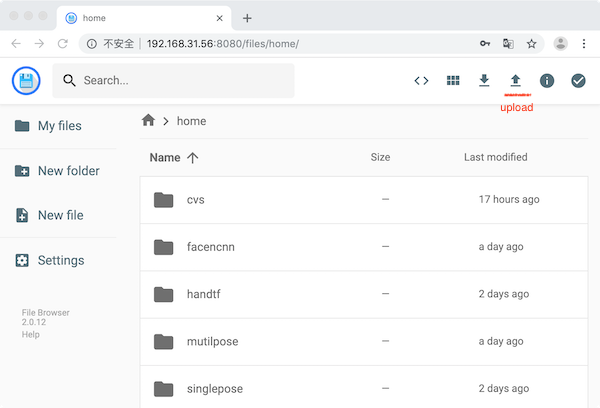 home
不安全 | 192.168.31.56:8080/files/home/
Search...
upload
My files
New folder
New file
Settings
File Browser
2.0.12
Help
home
Name Size Last modified
cvs — 17 hours ago
facencnn — a day ago
handtf — 2 days ago
mutilpose — a day ago
singlepose — 2 days ago